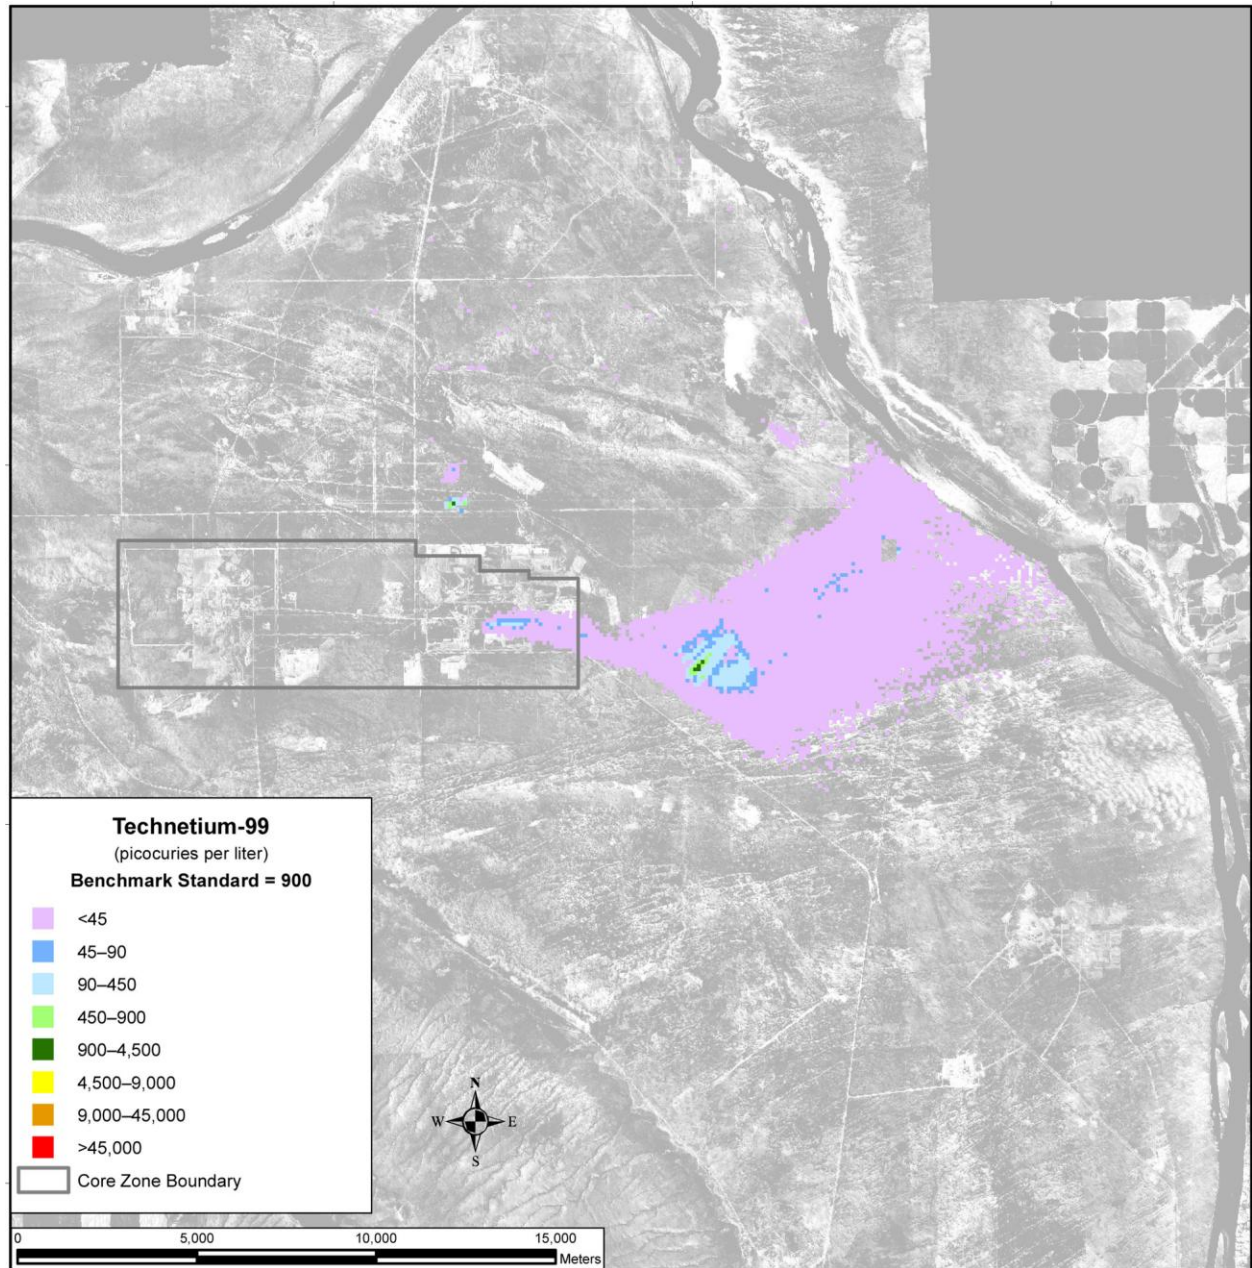 Technetium-99
(picocuries per liter)
Benchmark Standard = 900
<45
45–90
90–450
450–900
900–4,500
4,500–9,000
9,000–45,000
>45,000
Core Zone Boundary
N
W E
S
0 5,000 10,000 15,000
Meters